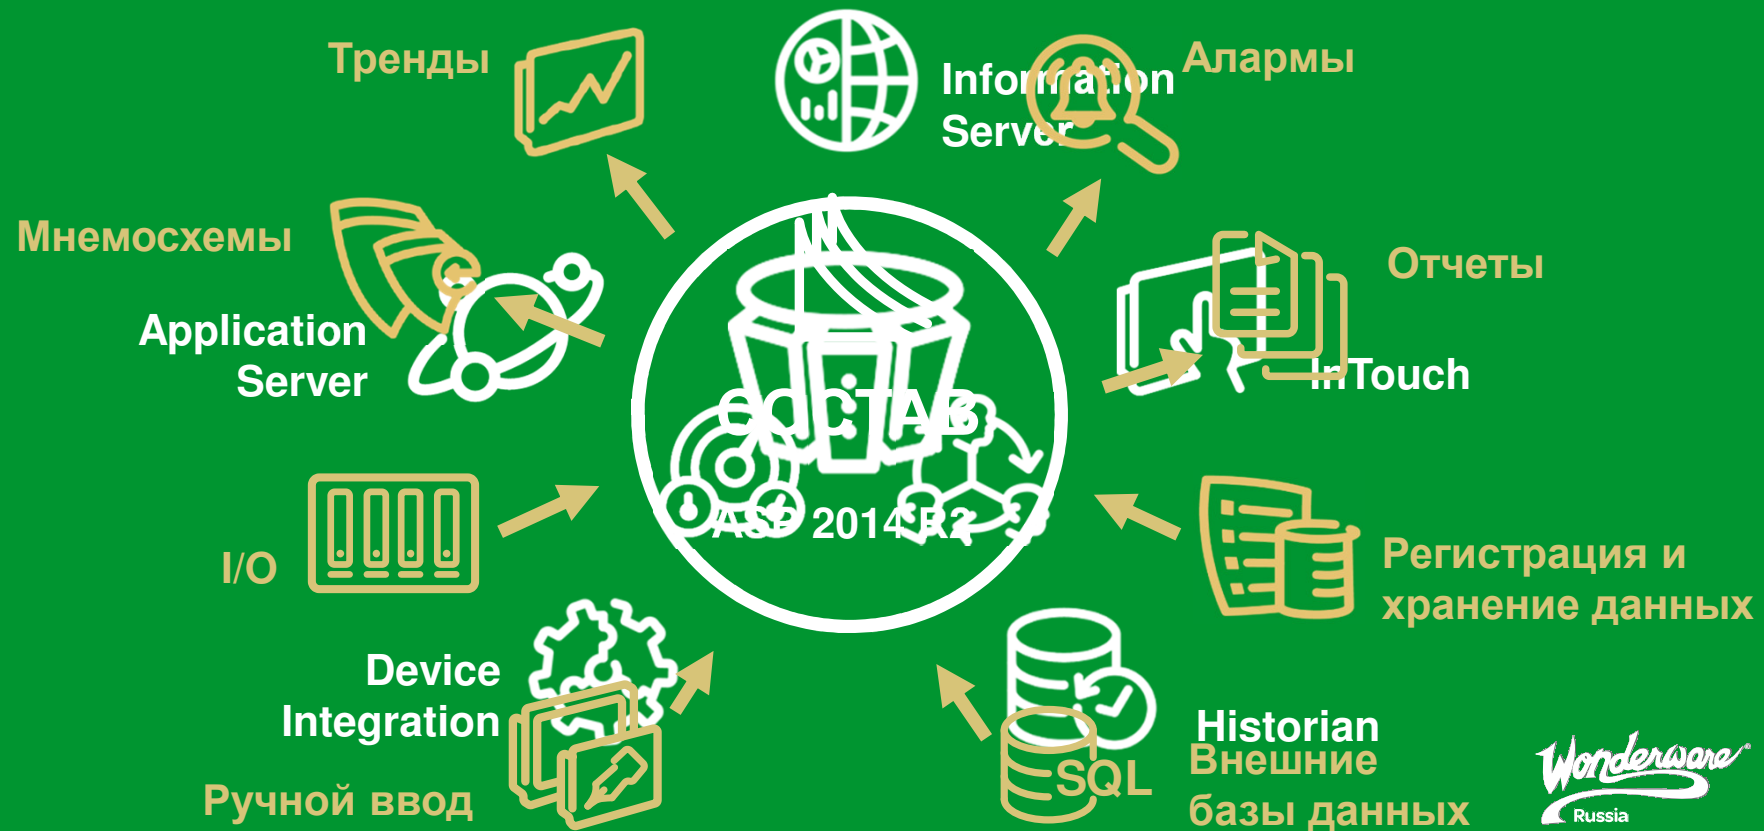 Тренды
Information
Server
Алармы
Мнемосхемы
Отчеты
Application
Server
InTouch
СОСТАВ
ASP 2014 R2
I/O
Регистрация и
хранение данных
Device
Integration
Historian
Внешние
базы данных
SQL
Ручной ввод
Wonderware
Russia